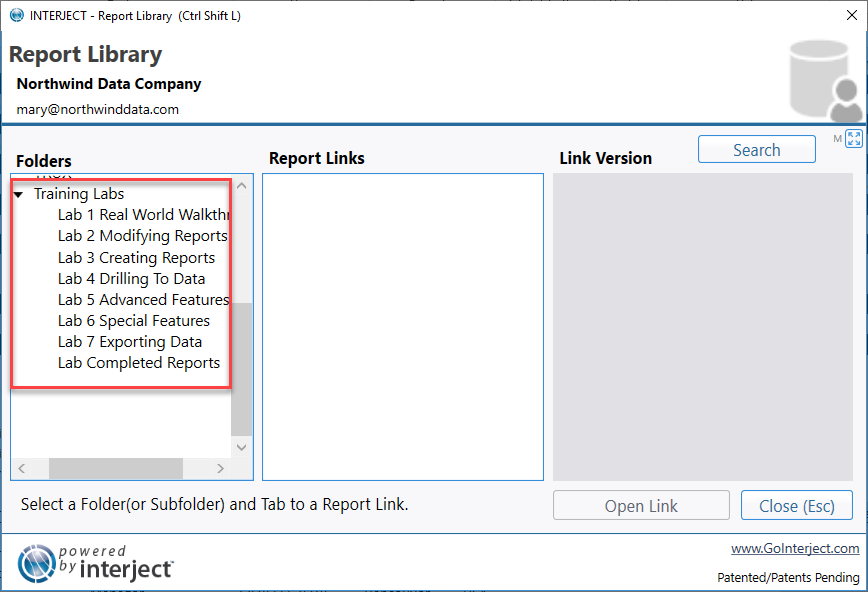 INTERJECT - Report Library (Ctrl Shift L)
Report Library
Northwind Data Company
mary@northwinddata.com
M
Search
Folders
Report Links
Link Version
Training Labs
Lab 1 Real World Walkthr
Lab 2 Modifying Reports
Lab 3 Creating Reports
Lab 4 Drilling To Data
Lab 5 Advanced Features
Lab 6 Special Features
Lab 7 Exporting Data
Lab Completed Reports
Select a Folder(or Subfolder) and Tab to a Report Link.
Open Link
Close (Esc)
powered
by interject™
www.GoInterject.com
Patented/Patents Pending